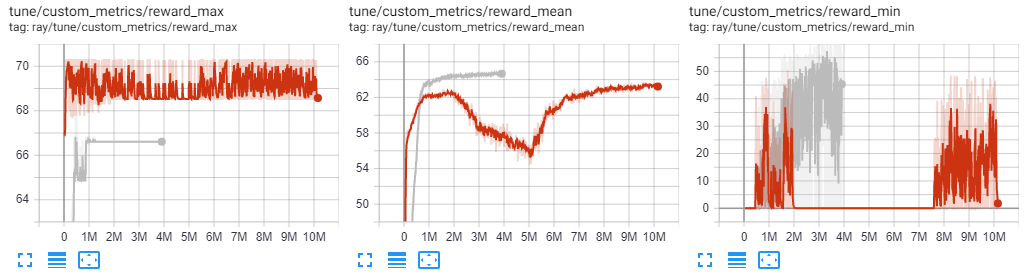 tune/custom_metrics/reward_max
tag: ray/tune/custom_metrics/reward_max
70
68
66
64
0 1M 2M 3M 4M 5M 6M 7M 8M 9M 10M
tune/custom_metrics/reward_mean
tag: ray/tune/custom_metrics/reward_mean
66
62
58
54
50
0 1M 2M 3M 4M 5M 6M 7M 8M 9M 10M
tune/custom_metrics/reward_min
tag: ray/tune/custom_metrics/reward_min
50
40
30
20
10
0
0 1M 2M 3M 4M 5M 6M 7M 8M 9M 10M